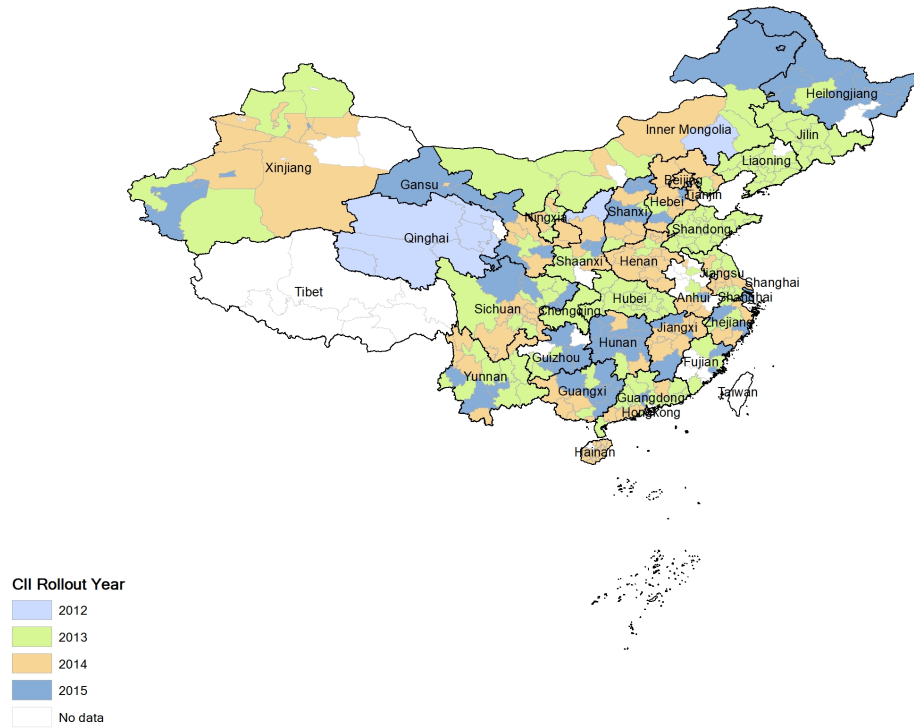 Heilongjiang
Jilin
Inner Mongolia
Liaoning
Xinjiang
Gansu
Beijing
Tianjin
Hebei
Shanxi
Ningxia
Shandong
Qinghai
Shaanxi
Henan
Jiangsu
Shanghai
Tibet
Sichuan
Chongqing
Hubei
Anhui
Shanghai
Zhejiang
Hunan
Jiangxi
Guizhou
Fujian
Yunnan
Guangxi
Guangdong
Taiwan
Hongkong
Hainan
CII Rollout Year
2012
2013
2014
2015
No data